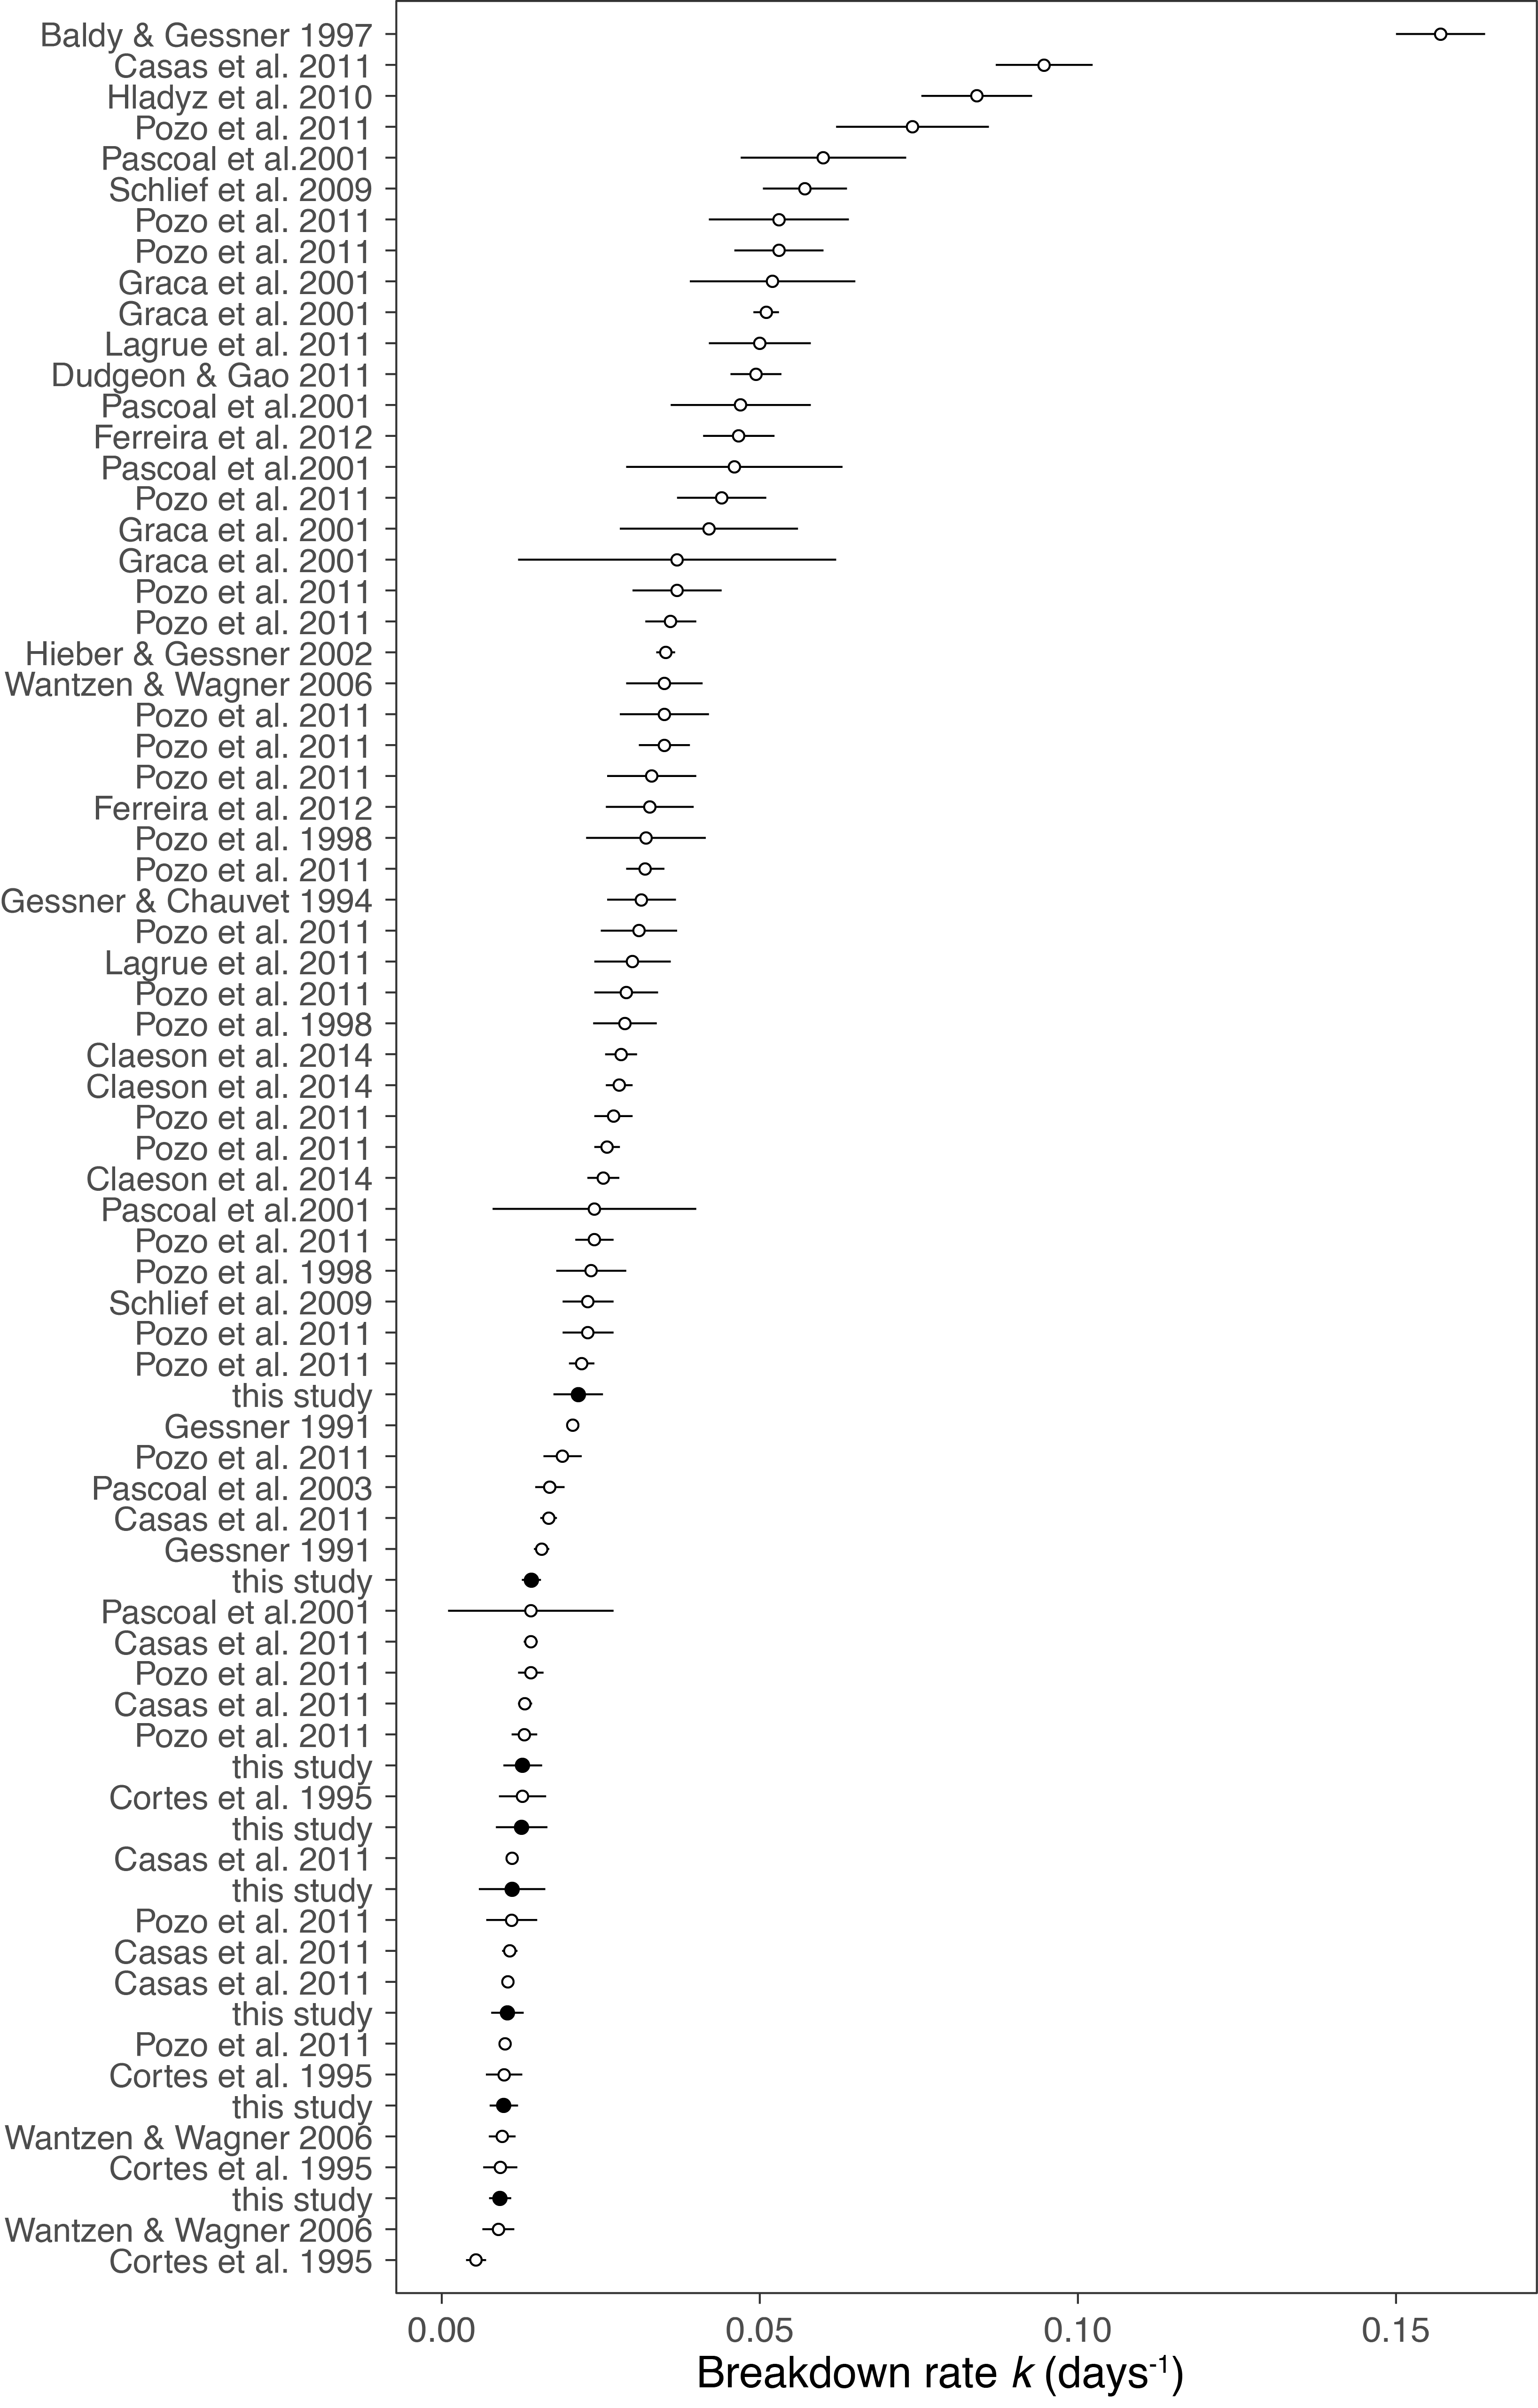 Baldy & Gessner 1997
Casas et al. 2011
Hladyz et al. 2010
Pozo et al. 2011
Pascoal et al.2001
Schlief et al. 2009
Pozo et al. 2011
Pozo et al. 2011
Graca et al. 2001
Graca et al. 2001
Lagrue et al. 2011
Dudgeon & Gao 2011
Pascoal et al.2001
Ferreira et al. 2012
Pascoal et al.2001
Pozo et al. 2011
Graca et al. 2001
Graca et al. 2001
Pozo et al. 2011
Pozo et al. 2011
Hieber & Gessner 2002
Wantzen & Wagner 2006
Pozo et al. 2011
Pozo et al. 2011
Pozo et al. 2011
Ferreira et al. 2012
Pozo et al. 1998
Pozo et al. 2011
Gessner & Chauvet 1994
Pozo et al. 2011
Lagrue et al. 2011
Pozo et al. 2011
Pozo et al. 1998
Claeson et al. 2014
Claeson et al. 2014
Pozo et al. 2011
Pozo et al. 2011
Claeson et al. 2014
Pascoal et al.2001
Pozo et al. 2011
Pozo et al. 1998
Schlief et al. 2009
Pozo et al. 2011
Pozo et al. 2011
this study
Gessner 1991
Pozo et al. 2011
Pascoal et al. 2003
Casas et al. 2011
Gessner 1991
this study
Pascoal et al.2001
Casas et al. 2011
Pozo et al. 2011
Casas et al. 2011
Pozo et al. 2011
this study
Cortes et al. 1995
this study
Casas et al. 2011
this study
Pozo et al. 2011
Casas et al. 2011
Casas et al. 2011
this study
Pozo et al. 2011
Cortes et al. 1995
this study
Wantzen & Wagner 2006
Cortes et al. 1995
this study
Wantzen & Wagner 2006
Cortes et al. 1995
0.00 0.05 0.10 0.15
Breakdown rate k (days⁻¹)